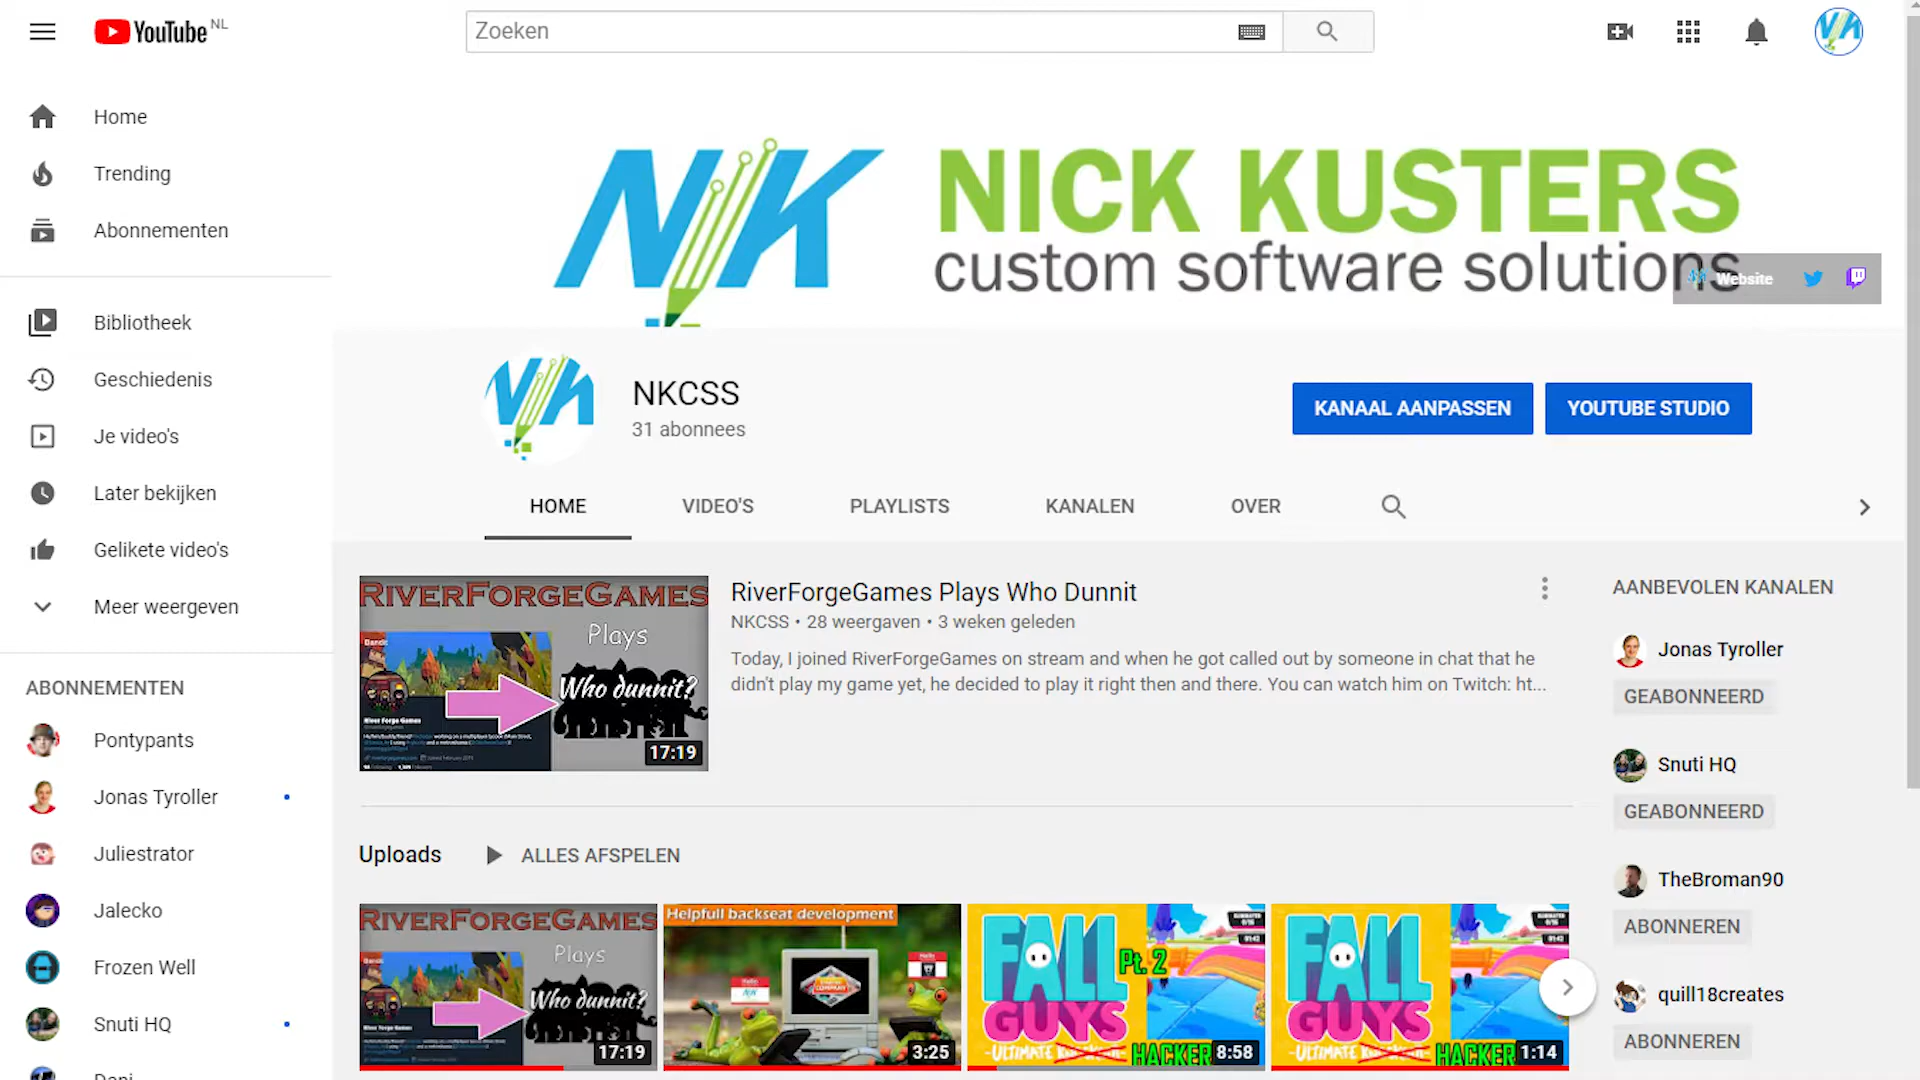 YouTube NL
Zoeken
Home
Trending
Abonnementen
Bibliotheek
Geschiedenis
Je video's
Later bekijken
Gelikete video's
Meer weergeven
ABONNEMENTEN
Pontypants
Jonas Tyroller
Juliestrator
Jalecko
Frozen Well
Snuti HQ
Dani
NK
NICK KUSTERS
custom software solutions
Website
NKCSS
31 abonnees
KANAAL AANPASSEN
YOUTUBE STUDIO
HOME
VIDEO'S
PLAYLISTS
KANALEN
OVER
RIVERFORGEGAMES
Plays
Who dunnit?
River Forge Games
17:19
RiverForgeGames Plays Who Dunnit
NKCSS • 28 weergaven • 3 weken geleden
Today, I joined RiverForgeGames on stream and when he got called out by someone in chat that he
didn't play my game yet, he decided to play it right then and there. You can watch him on Twitch: ht...
Uploads
ALLES AFSPELEN
RIVERFORGEGAMES
Plays
Who dunnit?
17:19
Helpfull backseat development
3:25
FALL
GUYS
Pt. 2
-ULTIMATE
HACKER
8:58
FALL
GUYS
-ULTIMATE
HACKER
1:14
AANBEVOLEN KANALEN
Jonas Tyroller
GEABONNEERD
Snuti HQ
GEABONNEERD
TheBroman90
ABONNEREN
quill18creates
ABONNEREN